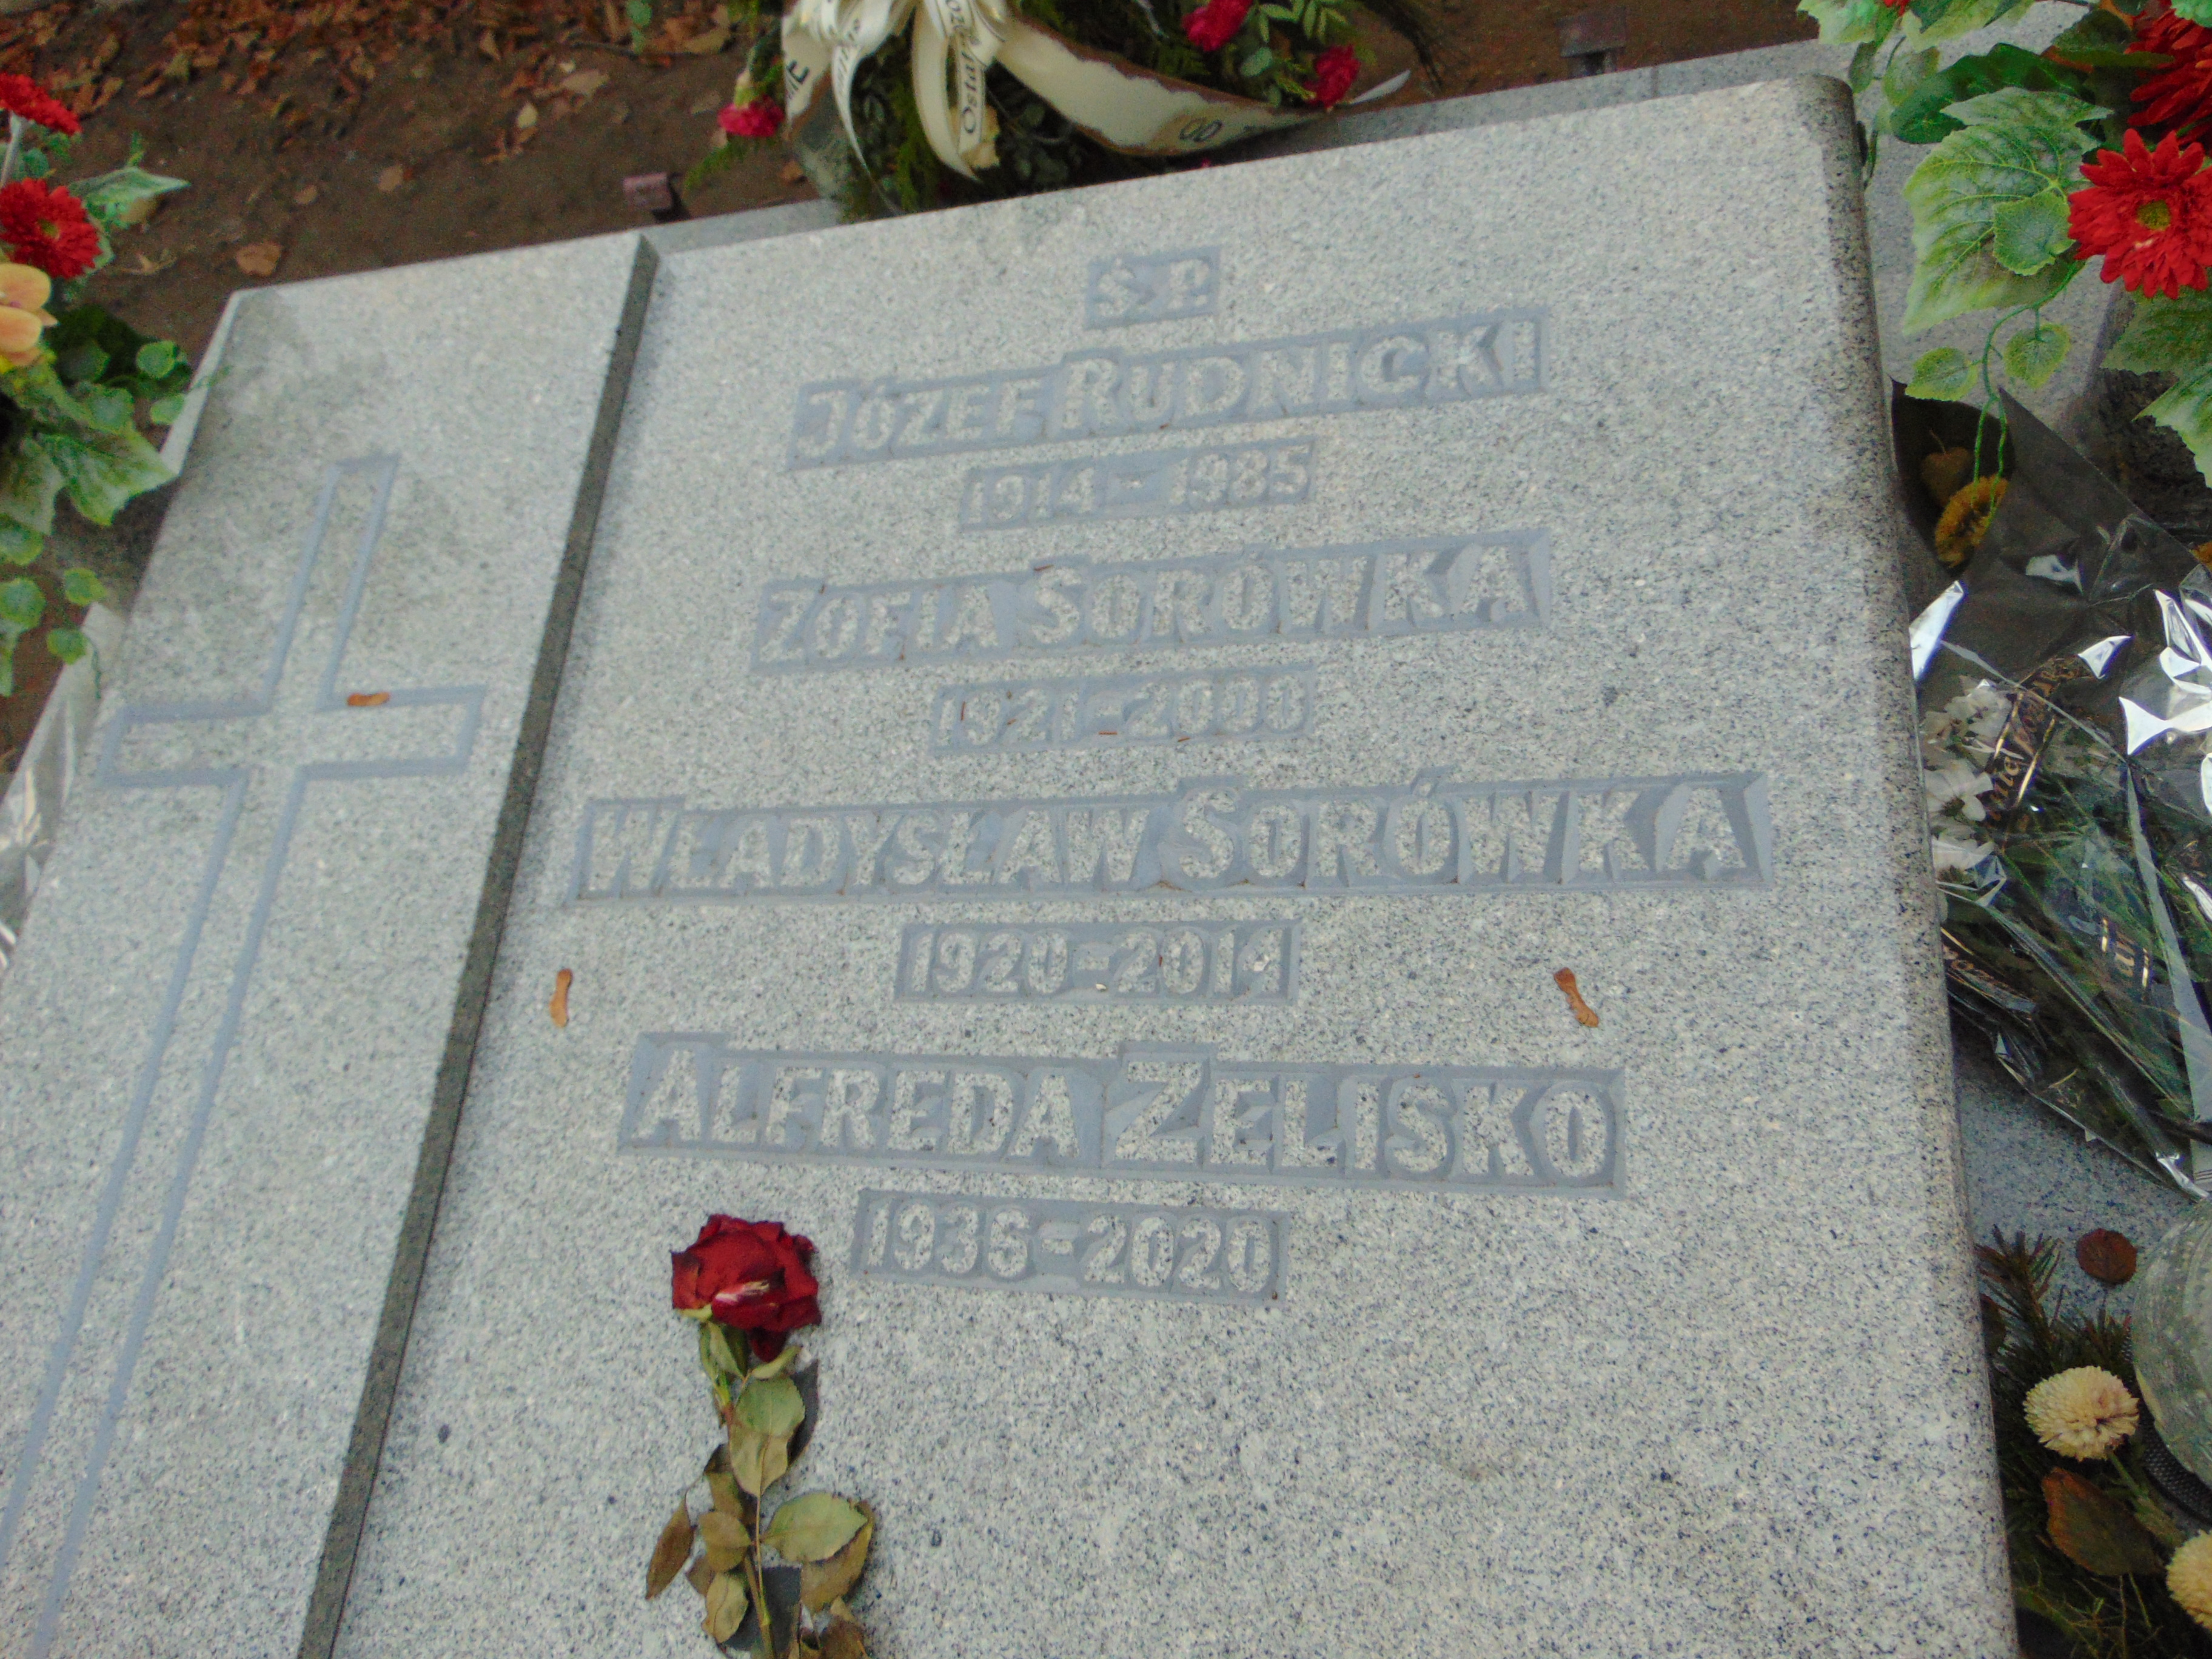 Ś. P.
JÓZEF RUDNICKI
1914 - 1985
ZOFIA SORÓWKA
1921-2000
WŁADYSŁAW SORÓWKA
1920-2014
ALFREDA ZELISKO
1936-2020